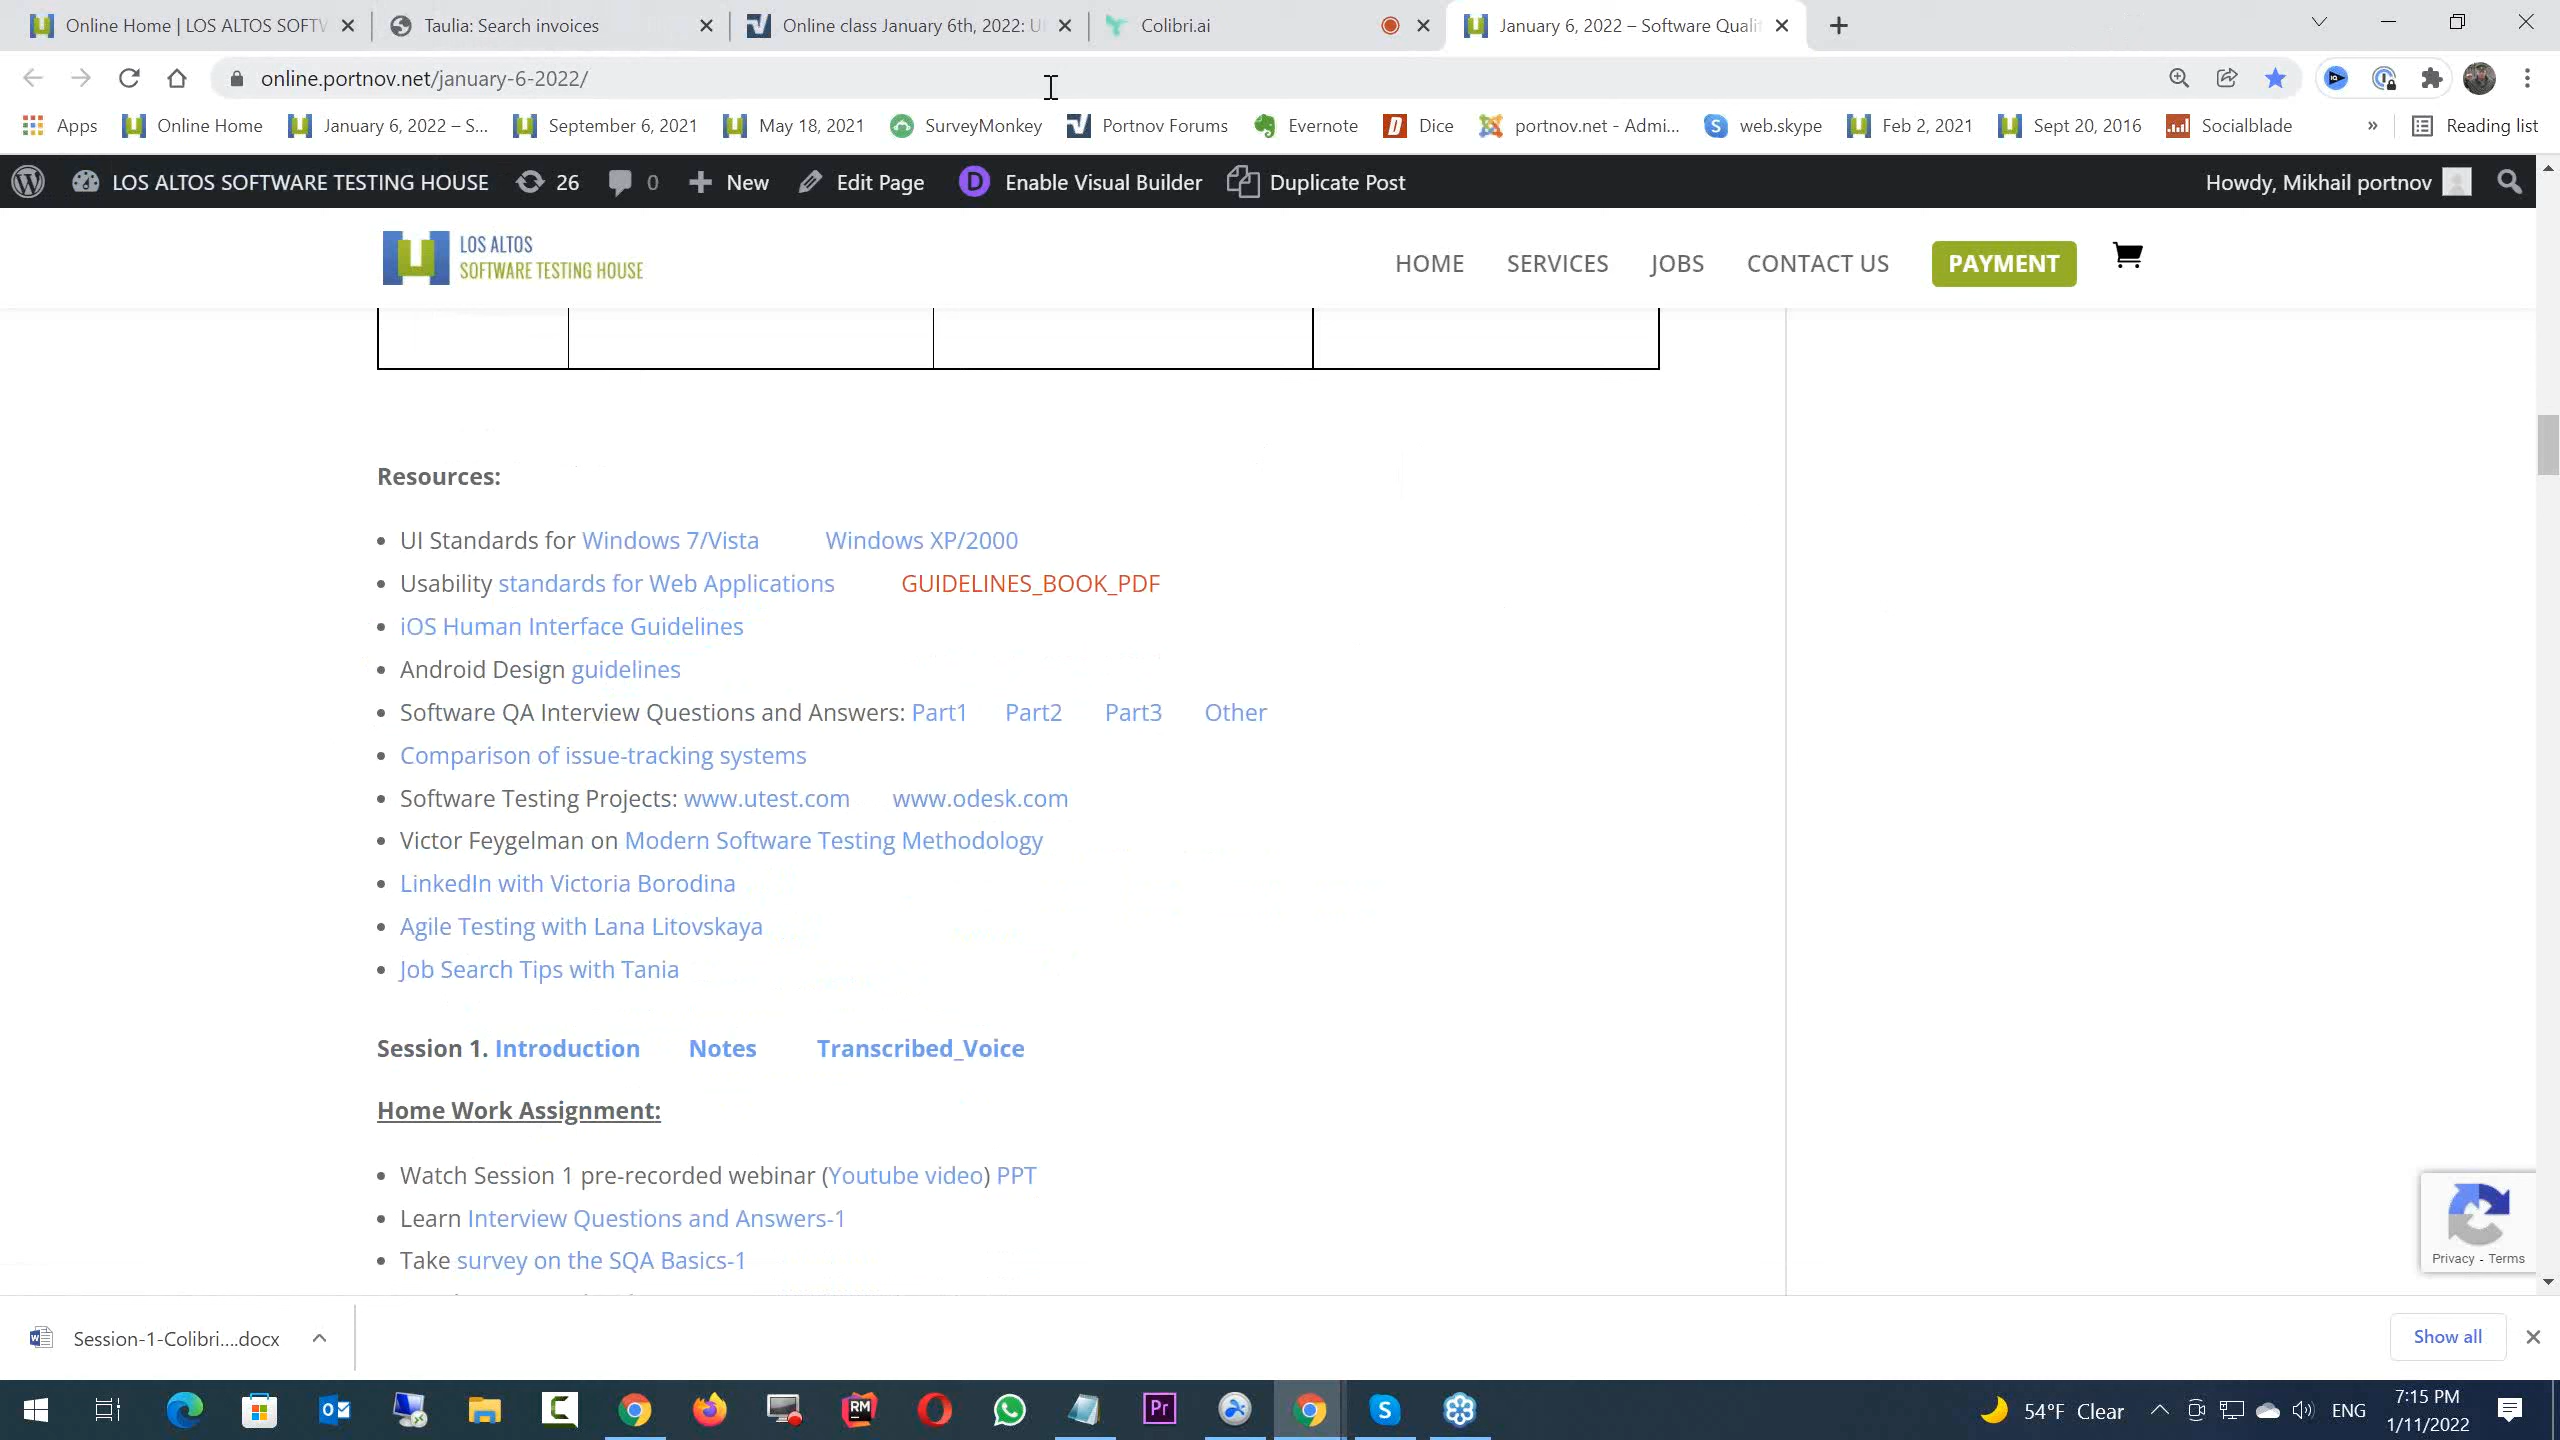 Online Home | LOS ALTOS SOFTW
Taulia: Search invoices
Online class January 6th, 2022: U
Colibri.ai
January 6, 2022 – Software Quali
online.portnov.net/january-6-2022/
Apps
Online Home
January 6, 2022 – S...
September 6, 2021
May 18, 2021
SurveyMonkey
Portnov Forums
Evernote
Dice
portnov.net - Admi...
web.skype
Feb 2, 2021
Sept 20, 2016
Socialblade
»
Reading list
LOS ALTOS SOFTWARE TESTING HOUSE
26
0
New
Edit Page
Enable Visual Builder
Duplicate Post
Howdy, Mikhail portnov
LOS ALTOS
SOFTWARE TESTING HOUSE
HOME
SERVICES
JOBS
CONTACT US
PAYMENT
Resources:
• UI Standards for Windows 7/Vista Windows XP/2000
• Usability standards for Web Applications GUIDELINES_BOOK_PDF
• iOS Human Interface Guidelines
• Android Design guidelines
• Software QA Interview Questions and Answers: Part1 Part2 Part3 Other
• Comparison of issue-tracking systems
• Software Testing Projects: www.utest.com www.odesk.com
• Victor Feygelman on Modern Software Testing Methodology
• LinkedIn with Victoria Borodina
• Agile Testing with Lana Litovskaya
• Job Search Tips with Tania
Session 1. Introduction Notes Transcribed_Voice
Home Work Assignment:
• Watch Session 1 pre-recorded webinar (Youtube video) PPT
• Learn Interview Questions and Answers-1
• Take survey on the SQA Basics-1
Privacy - Terms
Session-1-Colibri....docx
Show all
54°F Clear
ENG
7:15 PM
1/11/2022